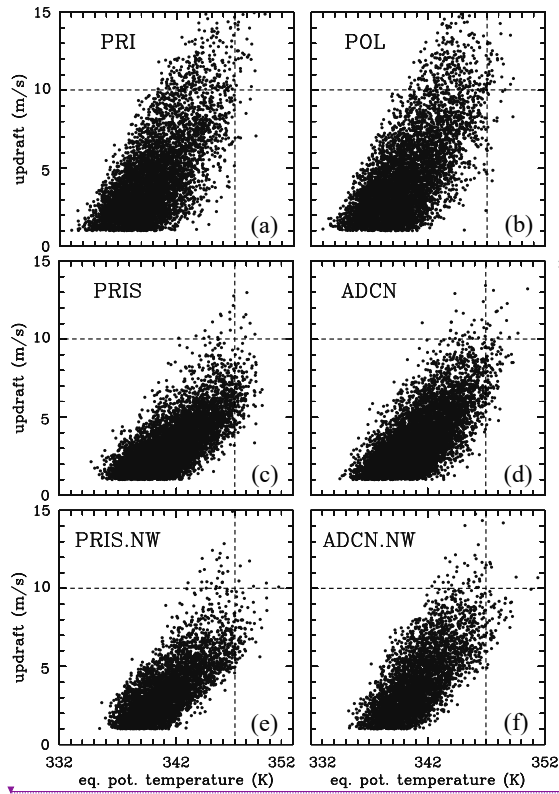 15
PRI
POL
10
updraft (m/s)
5
(a)
(b)
0
15
PRIS
ADCN
10
updraft (m/s)
5
(c)
(d)
0
15
PRIS.NW
ADCN.NW
10
updraft (m/s)
5
(e)
(f)
0
332 342 352
332 342 352
eq. pot. temperature (K)
eq. pot. temperature (K)